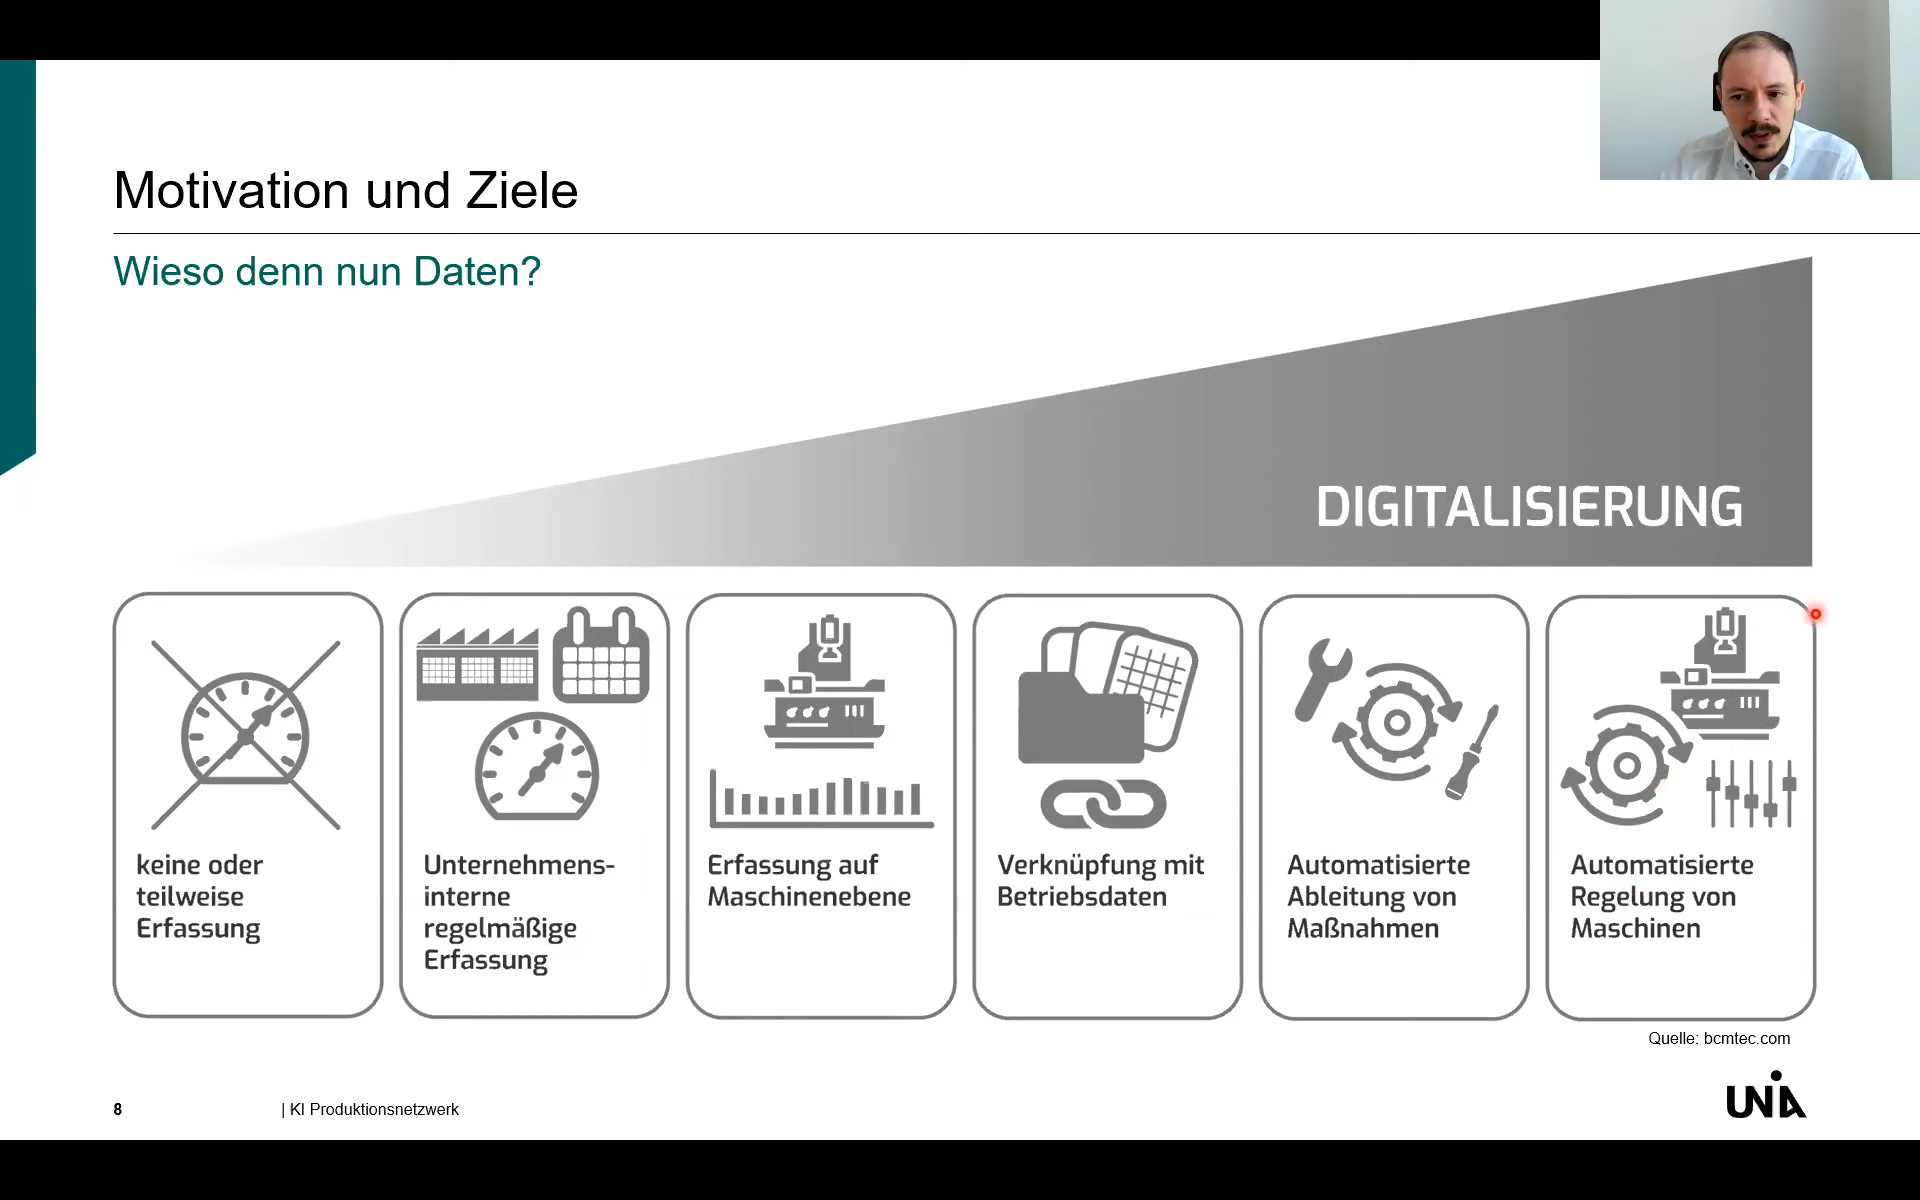 Motivation und Ziele
Wieso denn nun Daten?
DIGITALISIERUNG
keine oder
teilweise
Erfassung
Unternehmens-
interne
regelmäßige
Erfassung
Erfassung auf
Maschinenebene
Verknüpfung mit
Betriebsdaten
Automatisierte
Ableitung von
Maßnahmen
Automatisierte
Regelung von
Maschinen
Quelle: bcmtec.com
8 | KI Produktionsnetzwerk
UNIA